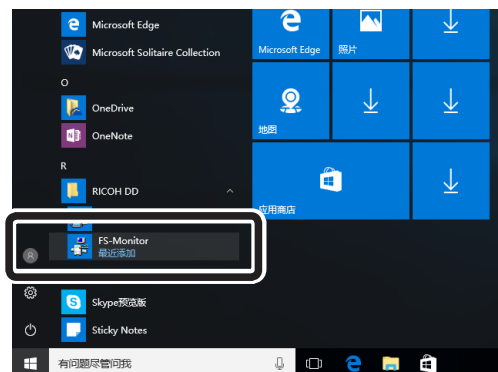 Microsoft Edge
Microsoft Solitaire Collection
O
OneDrive
OneNote
R
RICOH DD
FS-Monitor
最近添加
Skype预览版
Sticky Notes
有问题尽管问我
Microsoft Edge
照片
地图
应用商店